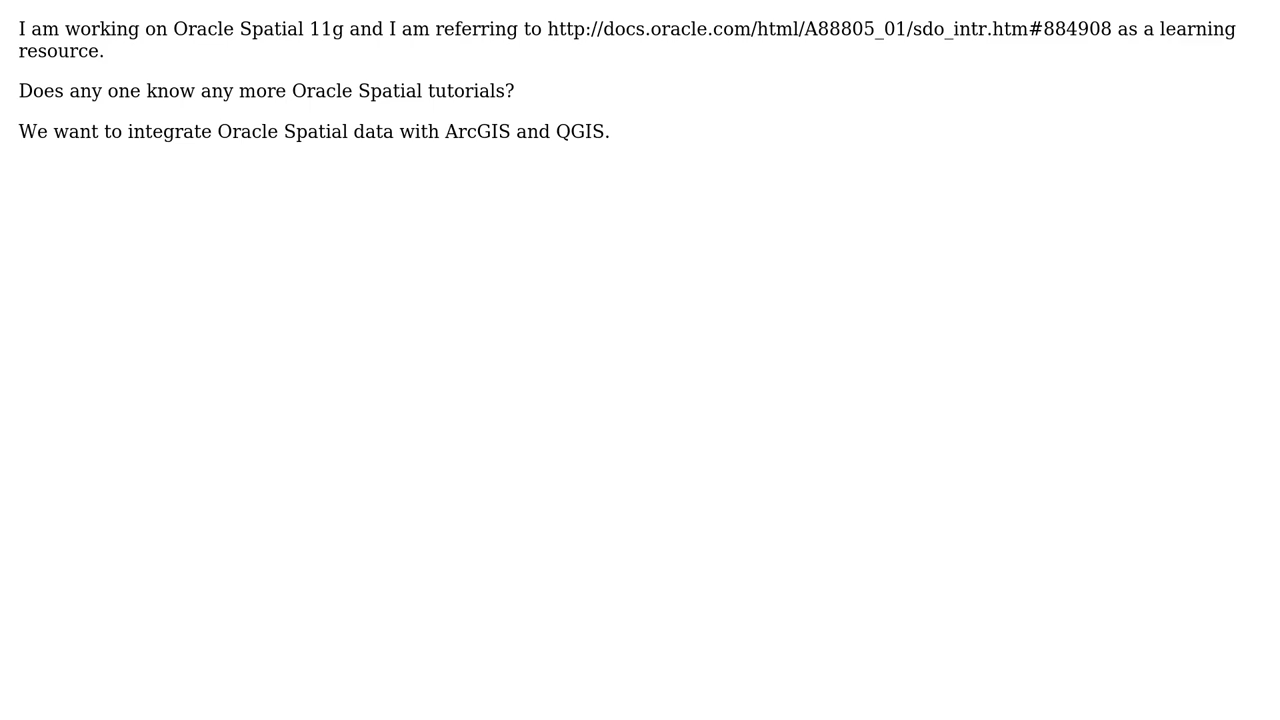 I am working on Oracle Spatial 11g and I am referring to http://docs.oracle.com/html/A88805_01/sdo_intr.htm#884908 as a learning
resource.
Does any one know any more Oracle Spatial tutorials?
We want to integrate Oracle Spatial data with ArcGIS and QGIS.